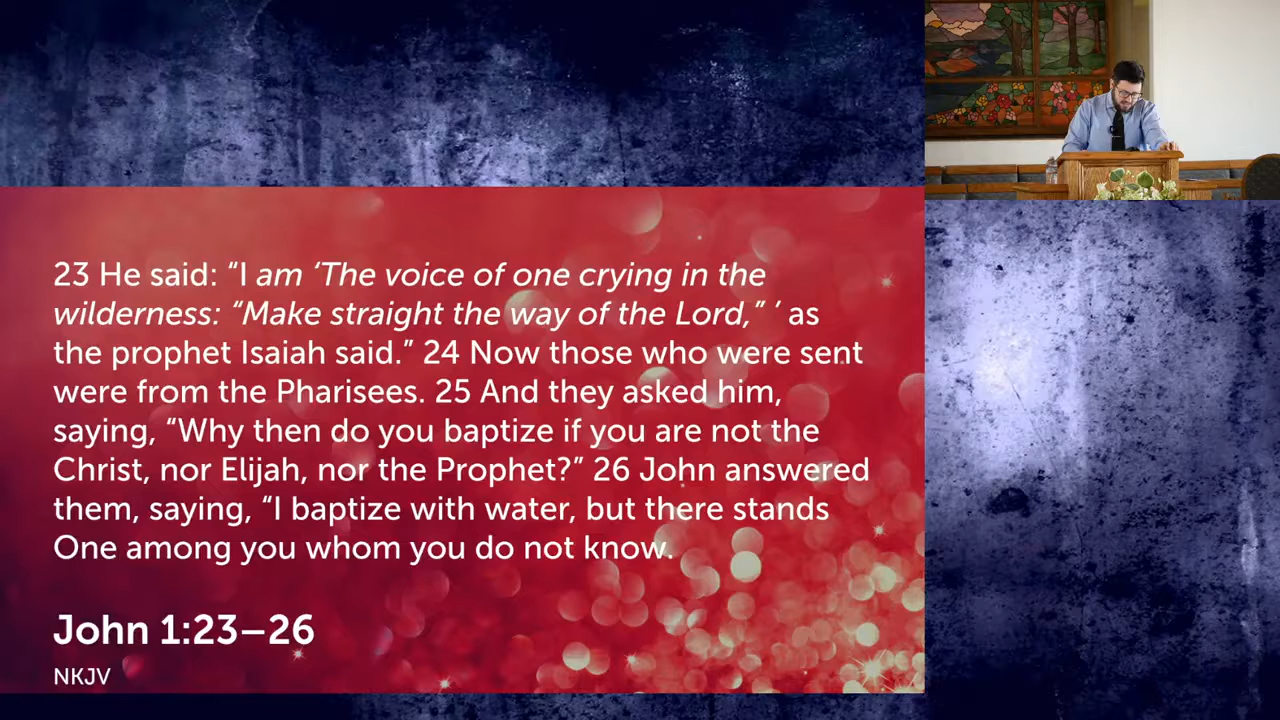 23 He said: “I am ‘The voice of one crying in the
wilderness: “Make straight the way of the Lord,” ’ as
the prophet Isaiah said.” 24 Now those who were sent
were from the Pharisees. 25 And they asked him,
saying, “Why then do you baptize if you are not the
Christ, nor Elijah, nor the Prophet?” 26 John answered
them, saying, “I baptize with water, but there stands
One among you whom you do not know.
John 1:23–26
NKJV